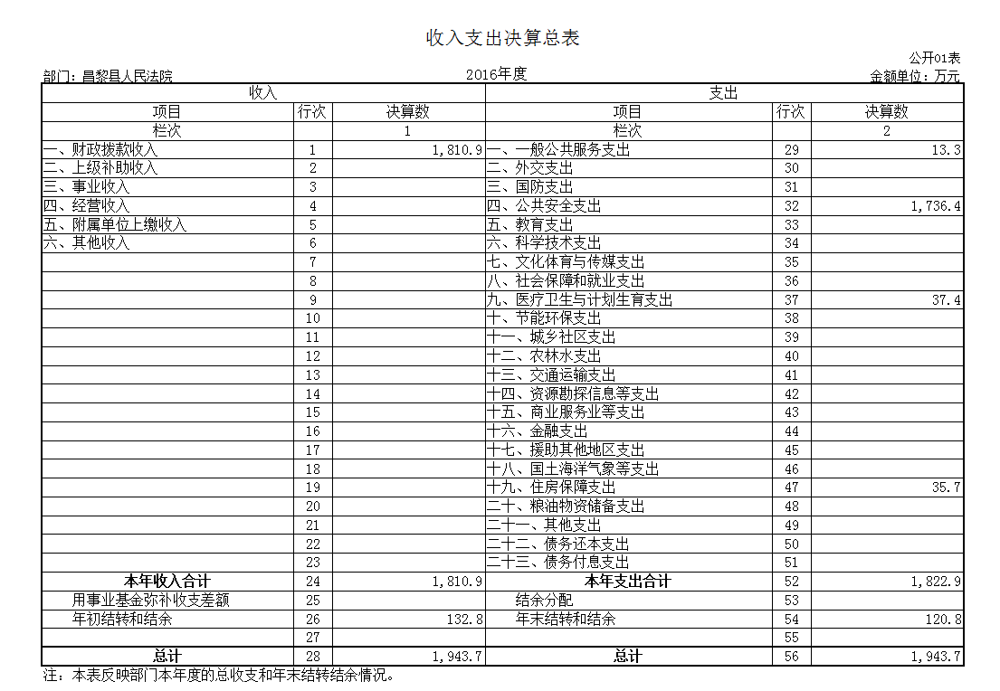 收入支出决算总表
公开01表
部门：昌黎县人民法院 2016年度 金额单位：万元
收入 支出
项目 行次 决算数 项目 行次 决算数
栏次 1 栏次 2
一、财政拨款收入 1 1,810.9 一、一般公共服务支出 29 13.3
二、上级补助收入 2 二、外交支出 30
三、事业收入 3 三、国防支出 31
四、经营收入 4 四、公共安全支出 32 1,736.4
五、附属单位上缴收入 5 五、教育支出 33
六、其他收入 6 六、科学技术支出 34
7 七、文化体育与传媒支出 35
8 八、社会保障和就业支出 36
9 九、医疗卫生与计划生育支出 37 37.4
10 十、节能环保支出 38
11 十一、城乡社区支出 39
12 十二、农林水支出 40
13 十三、交通运输支出 41
14 十四、资源勘探信息等支出 42
15 十五、商业服务业等支出 43
16 十六、金融支出 44
17 十七、援助其他地区支出 45
18 十八、国土海洋气象等支出 46
19 十九、住房保障支出 47 35.7
20 二十、粮油物资储备支出 48
21 二十一、其他支出 49
22 二十二、债务还本支出 50
23 二十三、债务付息支出 51
本年收入合计 24 1,810.9 本年支出合计 52 1,822.9
用事业基金弥补收支差额 25 结余分配 53
年初结转和结余 26 132.8 年末结转和结余 54 120.8
27 55
总计 28 1,943.7 总计 56 1,943.7
注：本表反映部门本年度的总收支和年末结转结余情况。